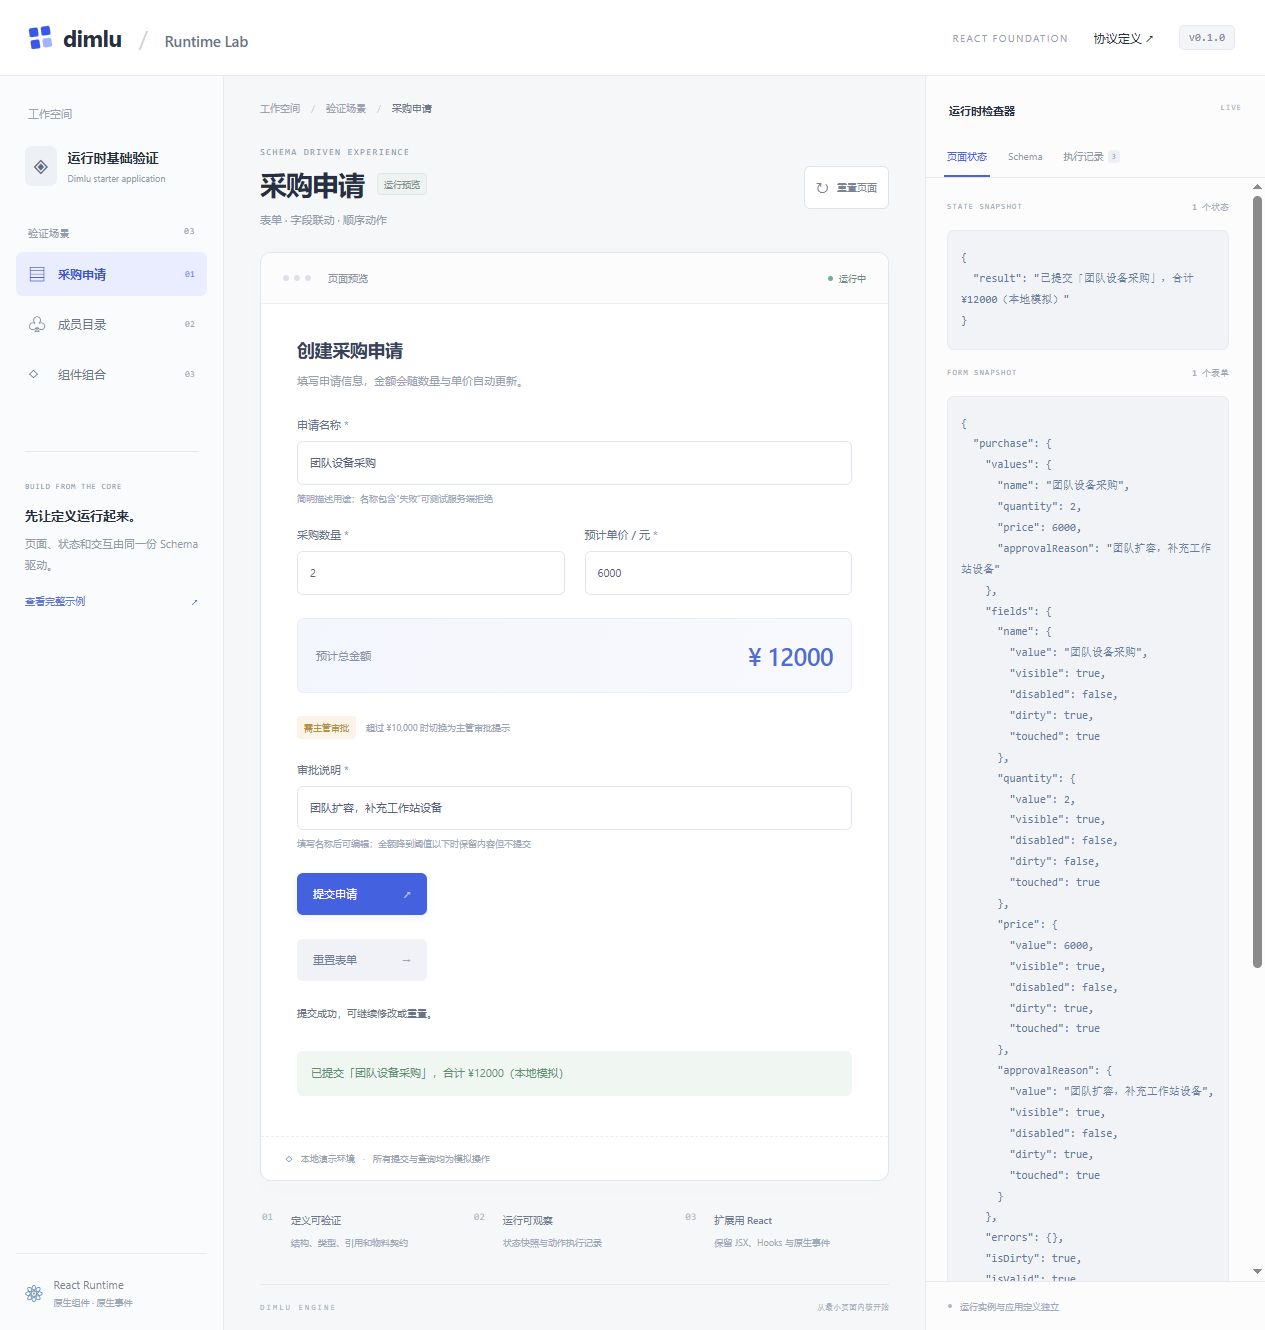 dimlu / Runtime Lab
REACT FOUNDATION
协议定义 ↗
v0.1.0
工作空间
运行时基础验证
Dimlu starter application
验证场景 03
采购申请 01
成员目录 02
组件组合 03
BUILD FROM THE CORE
先让定义运行起来。
页面、状态和交互由同一份 Schema
驱动。
查看完整示例 ↗
React Runtime
原生组件 · 原生事件
工作空间 / 验证场景 / 采购申请
SCHEMA DRIVEN EXPERIENCE
采购申请 运行预览
表单 · 字段联动 · 顺序动作
↻ 重置页面
页面预览
运行中
创建采购申请
填写申请信息，金额会随数量与单价自动更新。
申请名称 *
团队设备采购
简明描述用途；名称包含“失败”可测试服务端拒绝
采购数量 * 预计单价 / 元 *
2 6000
预计总金额 ¥ 12000
需主管审批 超过 ¥10,000 时切换为主管审批提示
审批说明 *
团队扩容，补充工作站设备
填写名称后可编辑；金额降到阈值以下时保留内容但不提交
提交申请 ↗
重置表单 →
提交成功，可继续修改或重置。
已提交「团队设备采购」，合计 ¥12000（本地模拟）
本地演示环境 · 所有提交与查询均为模拟操作
01 定义可验证
结构、类型、引用和物料契约
02 运行可观察
状态快照与动作执行记录
03 扩展用 React
保留 JSX、Hooks 与原生事件
DIMLU ENGINE
从最小页面内核开始
运行时检查器 LIVE
页面状态 Schema 执行记录 3
STATE SNAPSHOT 1 个状态
{
"result": "已提交「团队设备采购」，合计
¥12000（本地模拟）"
}
FORM SNAPSHOT 1 个表单
{
"purchase": {
"values": {
"name": "团队设备采购",
"quantity": 2,
"price": 6000,
"approvalReason": "团队扩容，补充工作
站设备"
},
"fields": {
"name": {
"value": "团队设备采购",
"visible": true,
"disabled": false,
"dirty": true,
"touched": true
},
"quantity": {
"value": 2,
"visible": true,
"disabled": false,
"dirty": false,
"touched": true
},
"price": {
"value": 6000,
"visible": true,
"disabled": false,
"dirty": true,
"touched": true
},
"approvalReason": {
"value": "团队扩容，补充工作站设备",
"visible": true,
"disabled": false,
"dirty": true,
"touched": true
}
},
"errors": {},
"isDirty": true,
"isValid": true
运行实例与应用定义独立